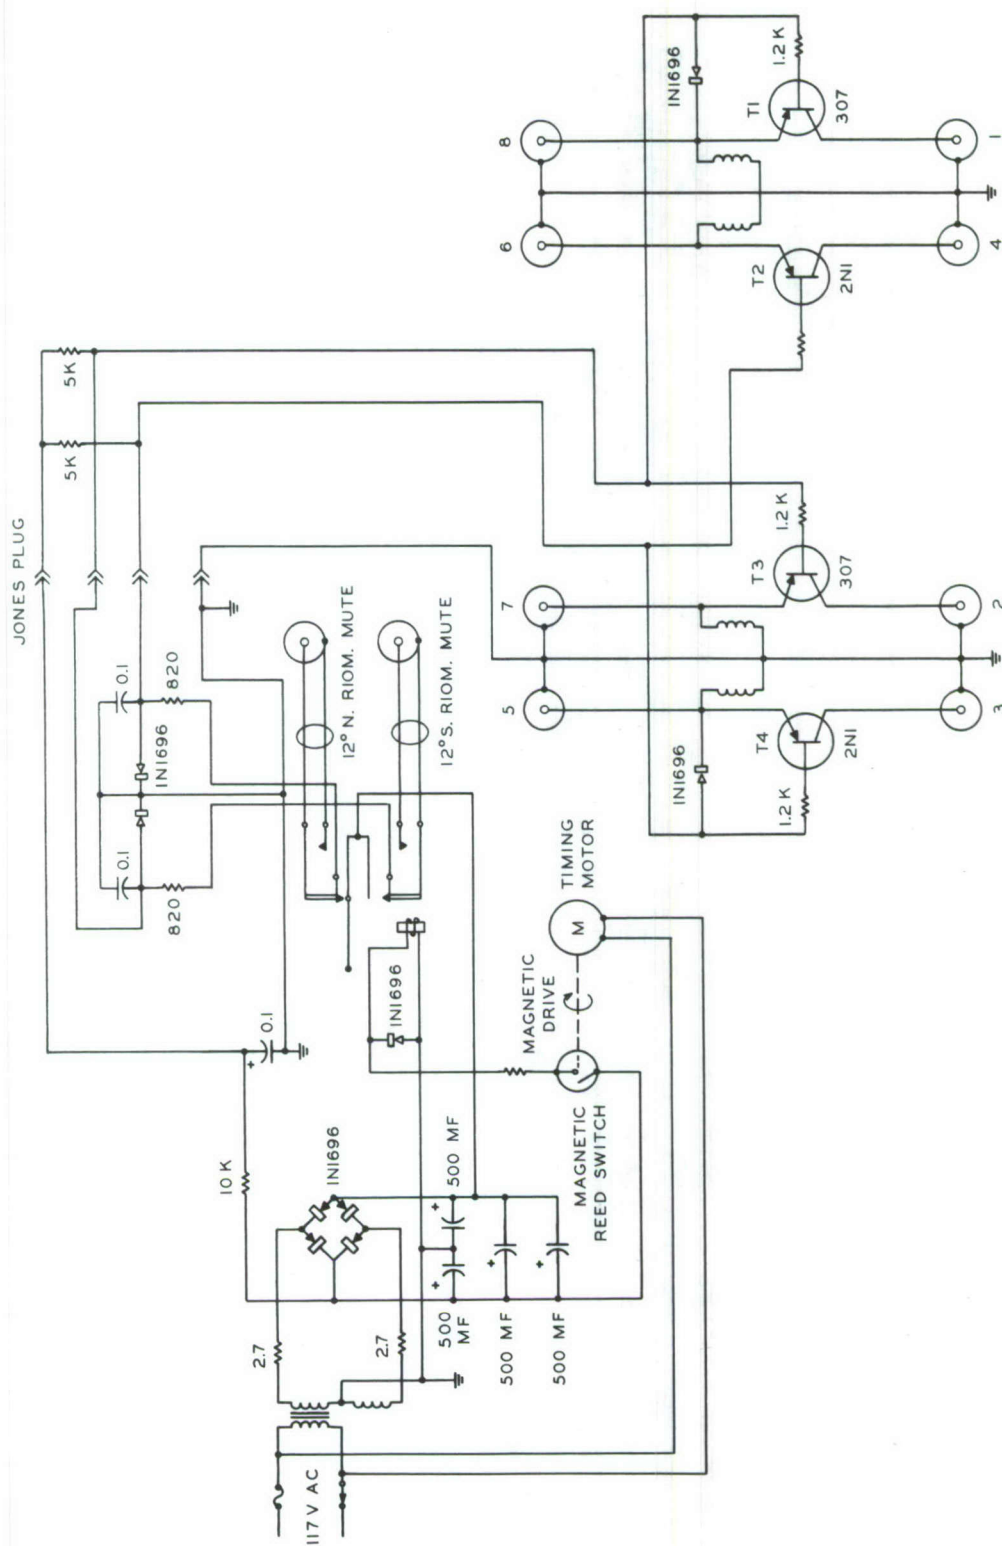 JONES PLUG
5K
5K
0.1
0.1
820
820
IN1696
0.1
+
10 K
12° N. RIOM. MUTE
12° S. RIOM. MUTE
IN1696
IN1696
2.7
2.7
117 V AC
+
500 MF
+
500
MF
+
500 MF
+
500 MF
MAGNETIC
DRIVE
MAGNETIC
REED SWITCH
TIMING
MOTOR
M
5
7
T4
2N1
T3
307
1.2 K
1.2 K
IN1696
3
2
6
8
T2
2N1
T1
307
1.2 K
IN1696
4
1